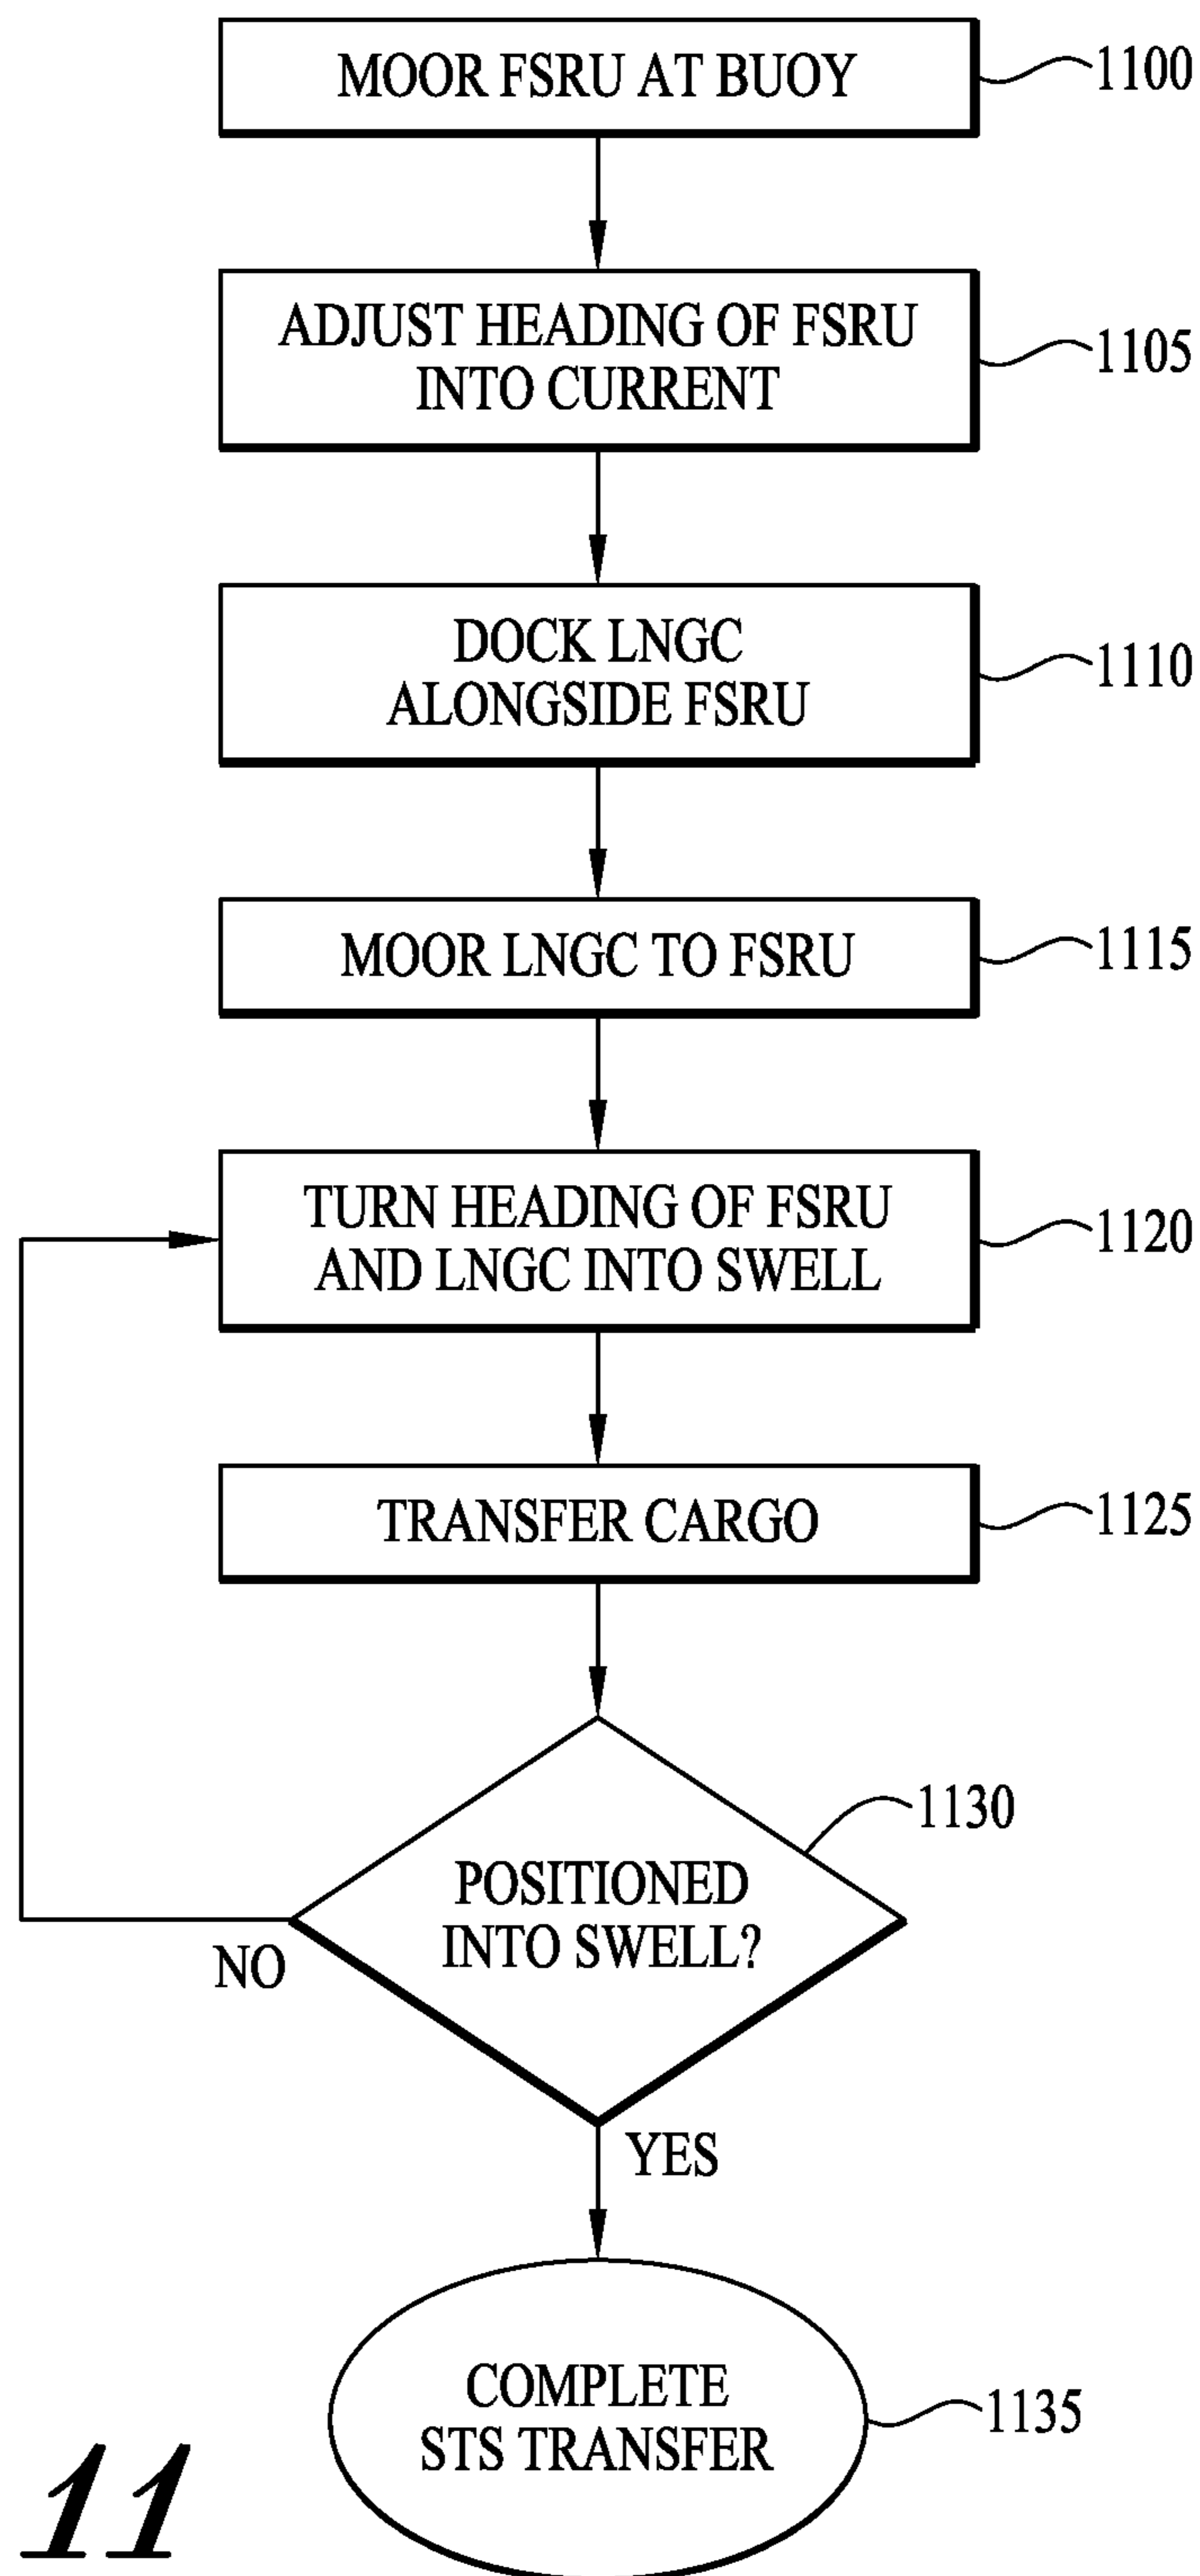 MOOR FSRU AT BUOY
1100
ADJUST HEADING OF FSRU
INTO CURRENT
1105
DOCK LNGC
ALONGSIDE FSRU
1110
MOOR LNGC TO FSRU
1115
TURN HEADING OF FSRU
AND LNGC INTO SWELL
1120
TRANSFER CARGO
1125
1130
POSITIONED
INTO SWELL?
NO
YES
COMPLETE
STS TRANSFER
1135
11